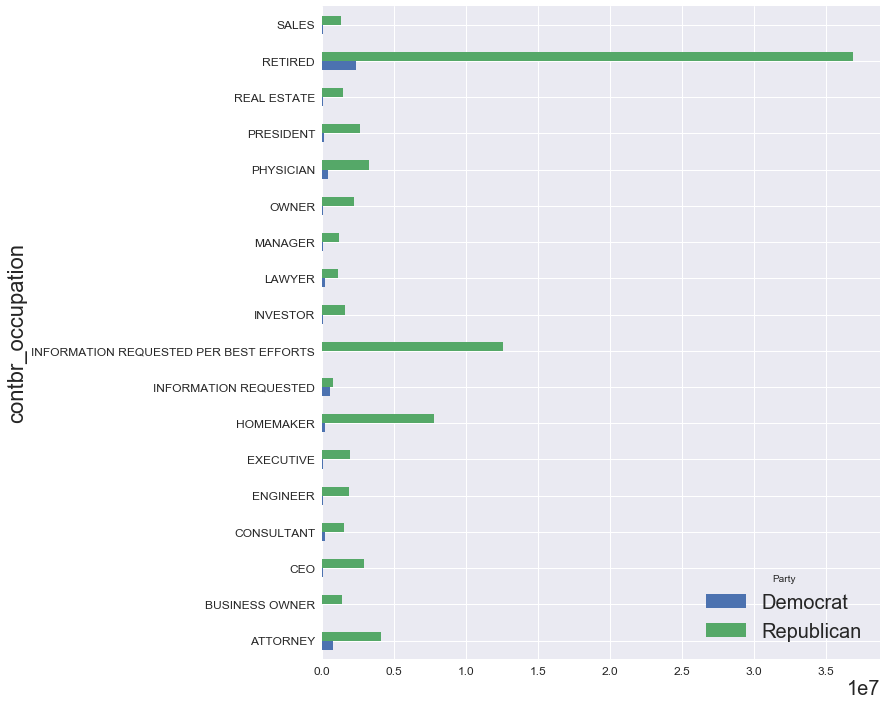 SALES
RETIRED
REAL ESTATE
PRESIDENT
PHYSICIAN
OWNER
MANAGER
LAWYER
INVESTOR
INFORMATION REQUESTED PER BEST EFFORTS
INFORMATION REQUESTED
HOMEMAKER
EXECUTIVE
ENGINEER
CONSULTANT
CEO
BUSINESS OWNER
ATTORNEY
contbr_occupation
Party
Democrat
Republican
0.0 0.5 1.0 1.5 2.0 2.5 3.0 3.5
1e7